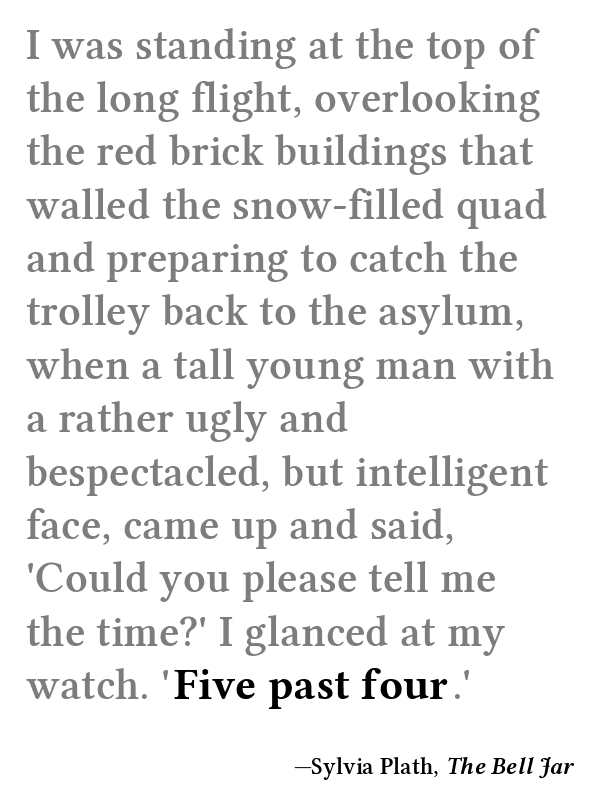 I was standing at the top of
the long flight, overlooking
the red brick buildings that
walled the snow-filled quad
and preparing to catch the
trolley back to the asylum,
when a tall young man with
a rather ugly and
bespectacled, but intelligent
face, came up and said,
'Could you please tell me
the time?' I glanced at my
watch. 'Five past four.'
—Sylvia Plath, The Bell Jar